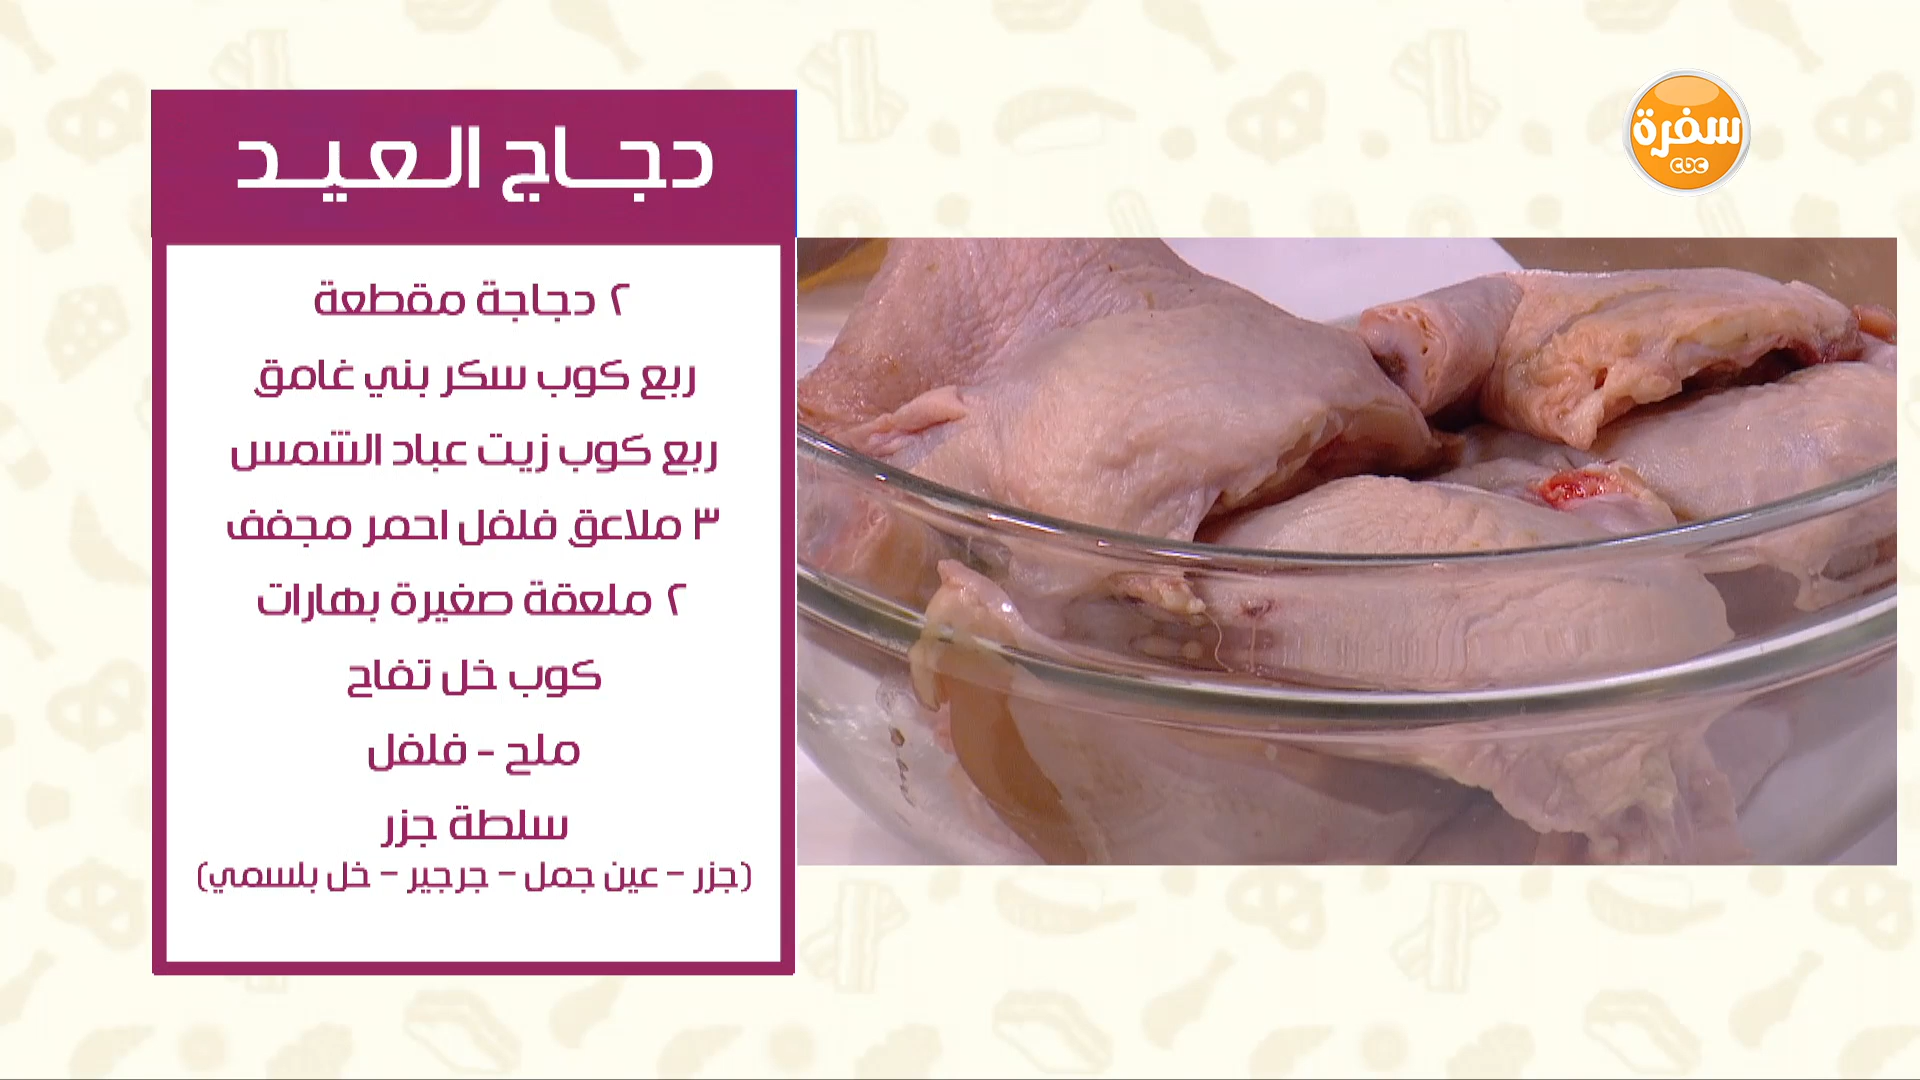 دجاج العيد
٢ دجاجة مقطعة
ربع كوب سكر بني غامق
ربع كوب زيت عباد الشمس
٣ ملاعق فلفل احمر مجفف
٢ ملعقة صغيرة بهارات
كوب خل تفاح
ملح - فلفل
سلطة جزر
(جزر - عين جمل - جرجير - خل بلسمي)
سفرة
cbc